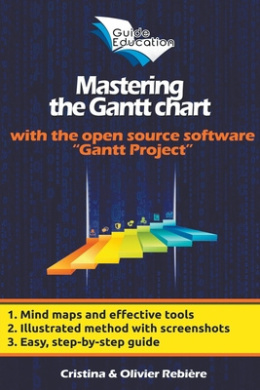 Guide
Education
Mastering
the Gantt chart
with the open source software
“Gantt Project”
1. Mind maps and effective tools
2. Illustrated method with screenshots
3. Easy, step-by-step guide
Cristina & Olivier Rebière